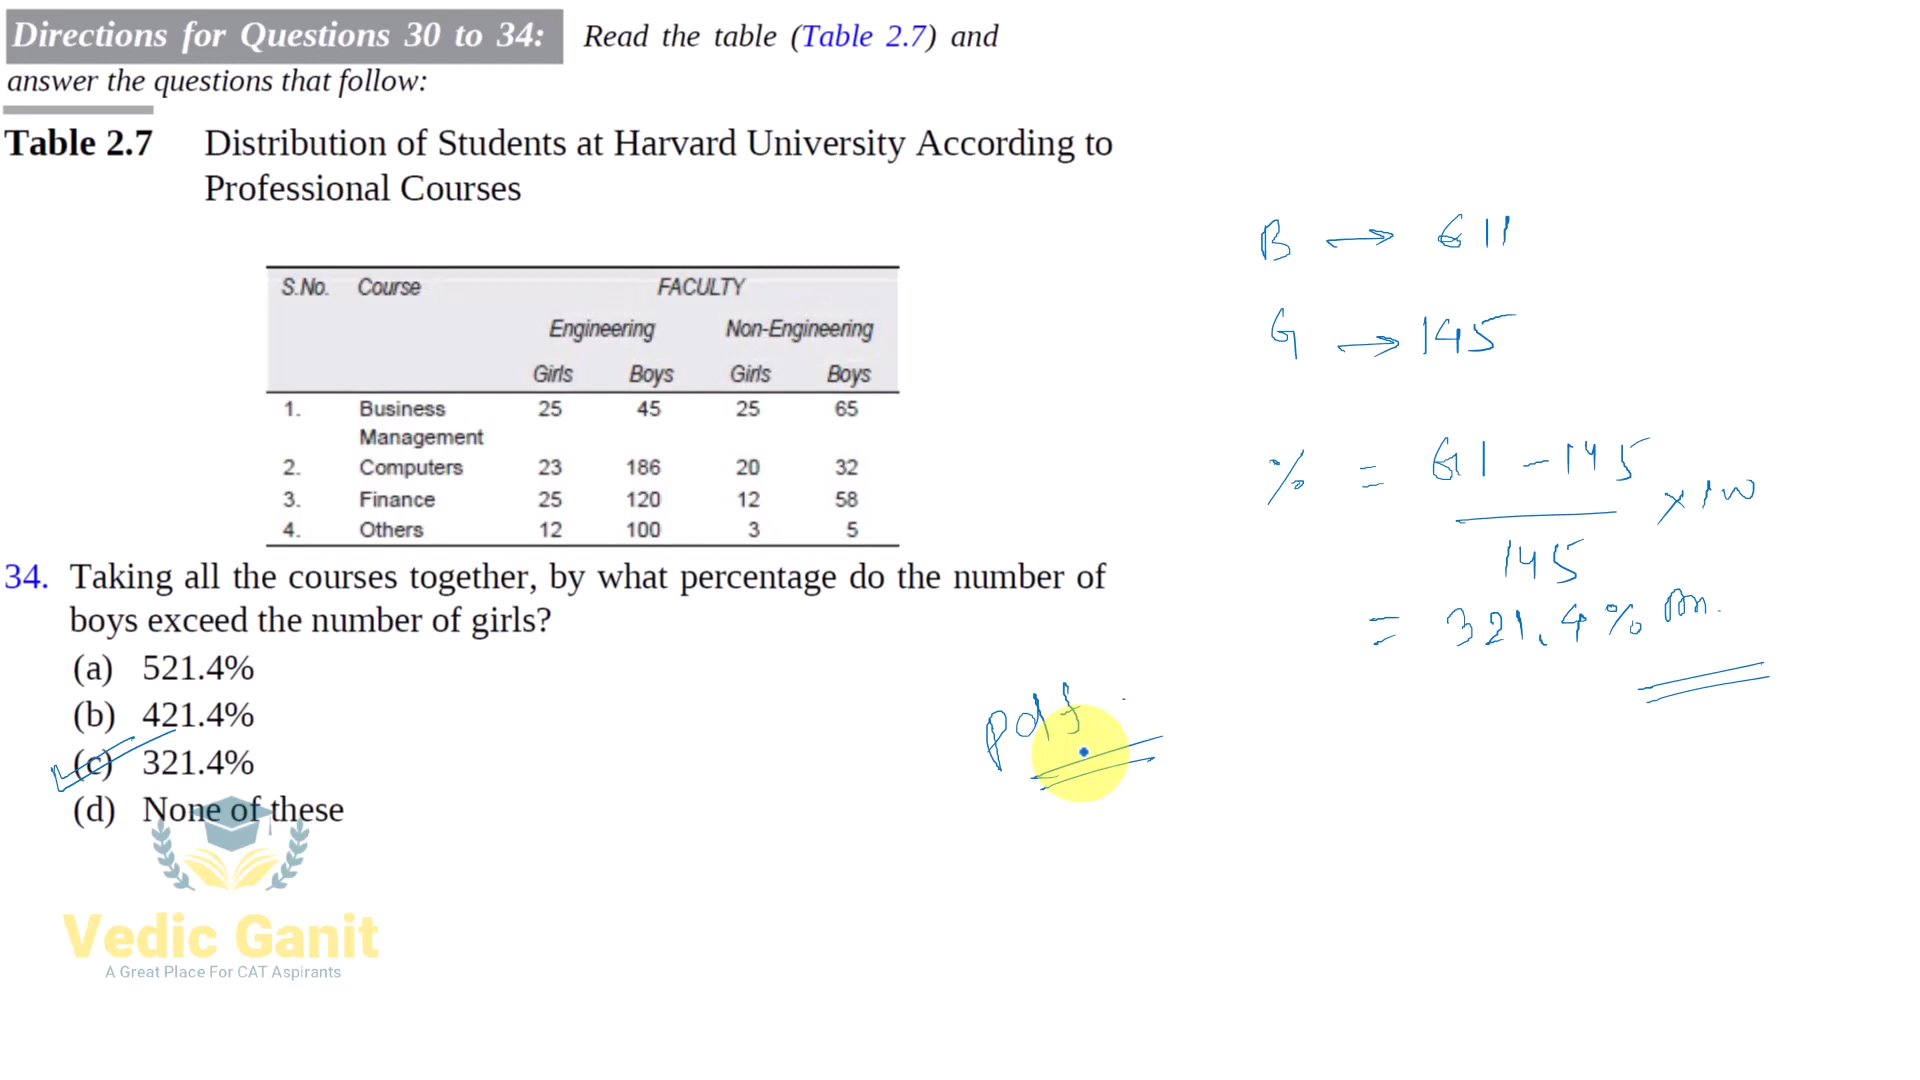 Directions for Questions 30 to 34: Read the table (Table 2.7) and
answer the questions that follow:
Table 2.7 Distribution of Students at Harvard University According to
Professional Courses
S.No. Course FACULTY
Engineering Non-Engineering
Girls Boys Girls Boys
1. Business 25 45 25 65
Management
2. Computers 23 186 20 32
3. Finance 25 120 12 58
4. Others 12 100 3 5
34. Taking all the courses together, by what percentage do the number of
boys exceed the number of girls?
(a) 521.4%
(b) 421.4%
(c) 321.4%
(d) None of these
Vedic Ganit
A Great Place For CAT Aspirants
B → 611
G → 145
% = 611 - 145
× 100
145
= 321.4% Ans.
pdf